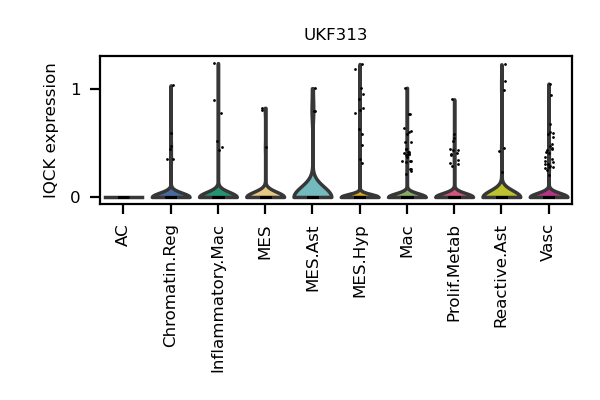 UKF313
IQCK expression
1
0
AC
Chromatin.Reg
Inflammatory.Mac
MES
MES.Ast
MES.Hyp
Mac
Prolif.Metab
Reactive.Ast
Vasc